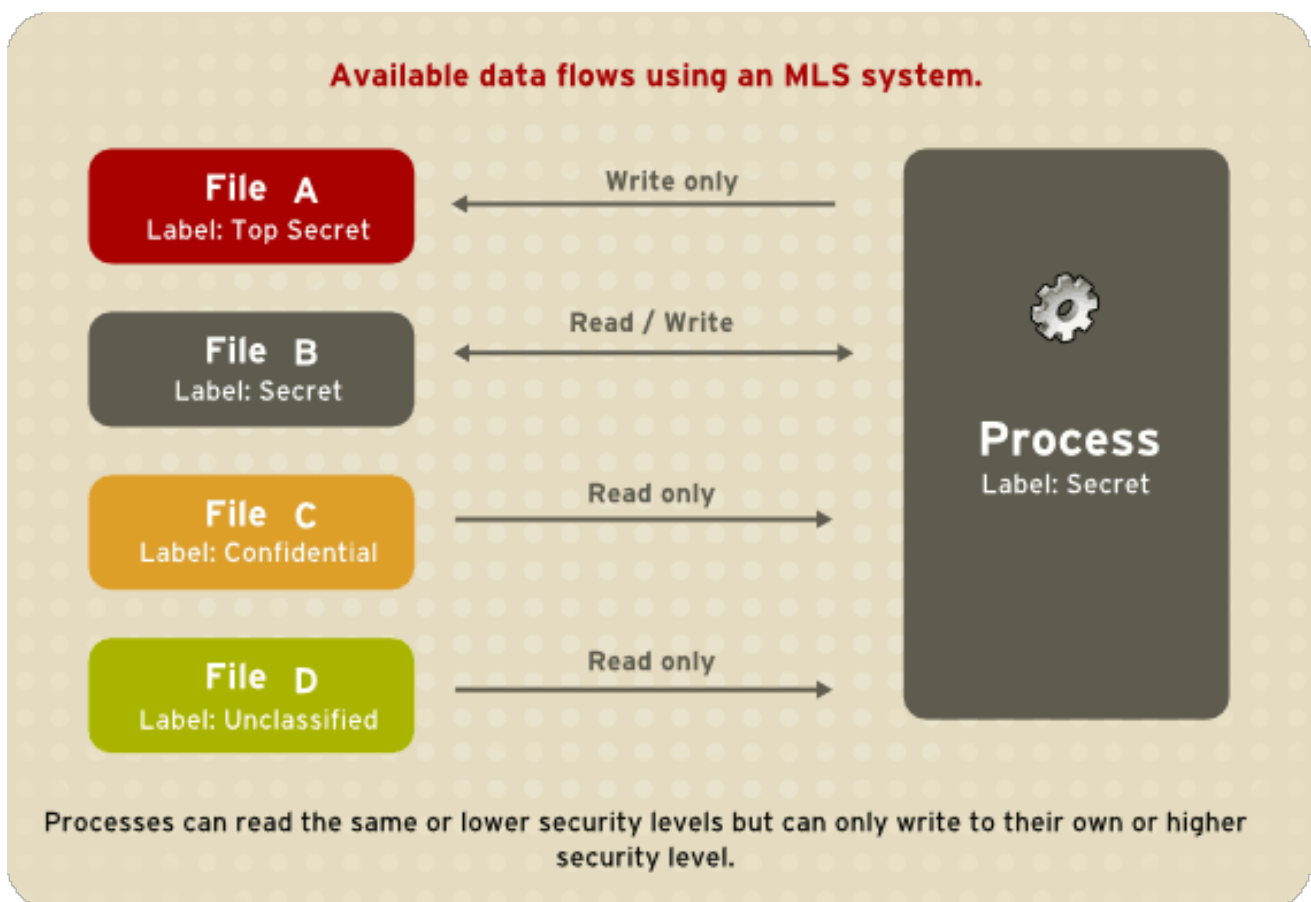 Available data flows using an MLS system.
File A
Label: Top Secret
Write only
File B
Label: Secret
Read / Write
File C
Label: Confidential
Read only
File D
Label: Unclassified
Read only
Process
Label: Secret
Processes can read the same or lower security levels but can only write to their own or higher
security level.